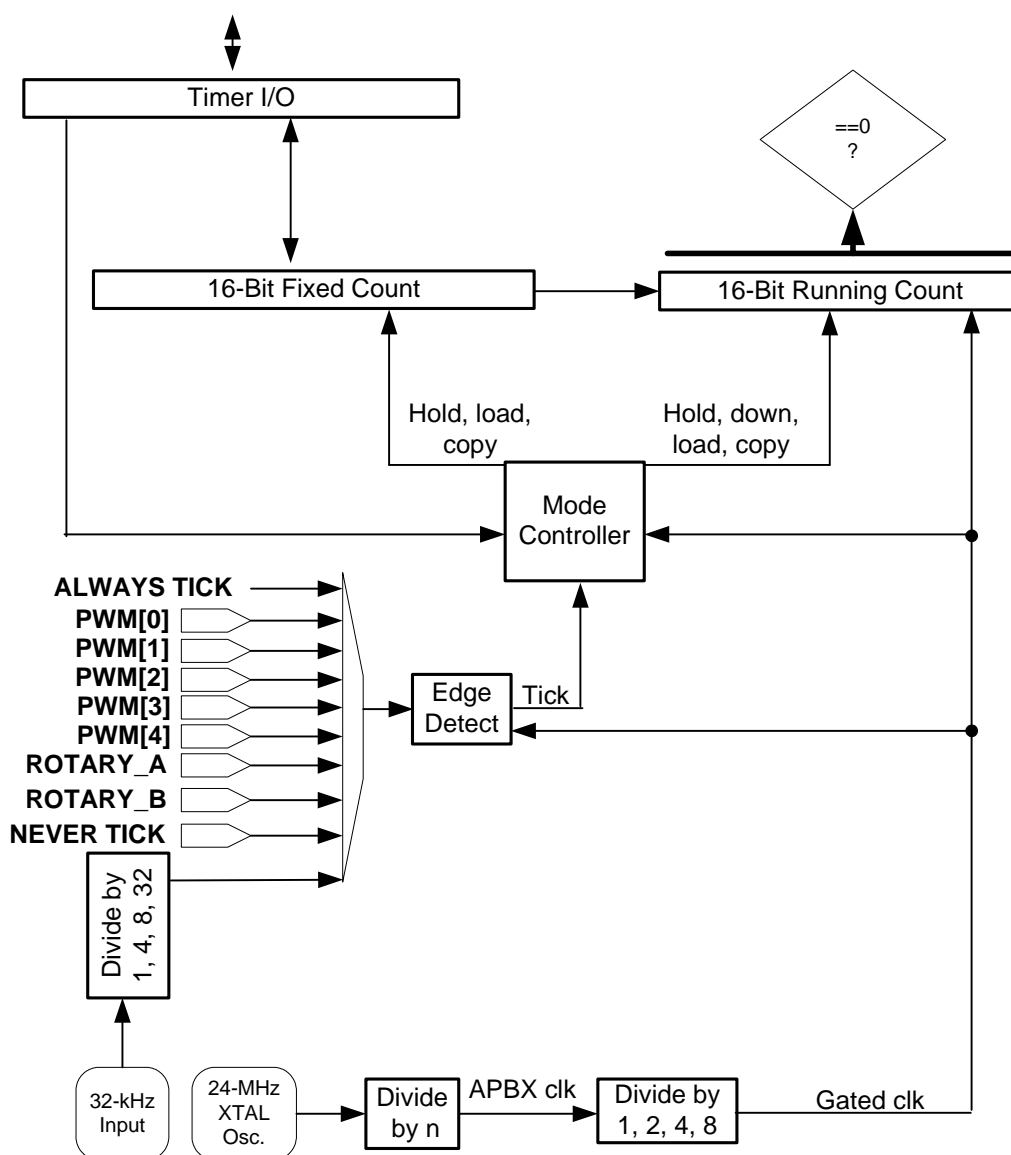 Timer I/O
==0
?
16-Bit Fixed Count
16-Bit Running Count
Hold, load,
copy
Hold, down,
load, copy
Mode
Controller
ALWAYS TICK
PWM[0]
PWM[1]
PWM[2]
PWM[3]
PWM[4]
ROTARY_A
ROTARY_B
NEVER TICK
Edge
Detect
Tick
Divide by
1, 4, 8, 32
32-kHz
Input
24-MHz
XTAL
Osc.
Divide
by n
APBX clk
Divide by
1, 2, 4, 8
Gated clk